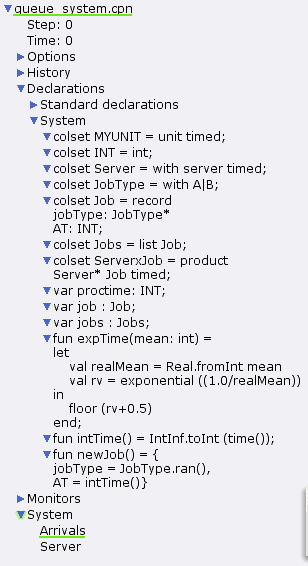 queue_system.cpn
Step: 0
Time: 0
Options
History
Declarations
Standard declarations
System
colset MYUNIT = unit timed;
colset INT = int;
colset Server = with server timed;
colset JobType = with A|B;
colset Job = record
jobType: JobType*
AT: INT;
colset Jobs = list Job;
colset ServerxJob = product
Server* Job timed;
var proctime: INT;
var job : Job;
var jobs : Jobs;
fun expTime(mean: int) =
let
val realMean = Real.fromInt mean
val rv = exponential ((1.0/realMean))
in
floor (rv+0.5)
end;
fun intTime() = IntInf.toInt (time());
fun newJob() = {
jobType = JobType.ran(),
AT = intTime()}
Monitors
System
Arrivals
Server